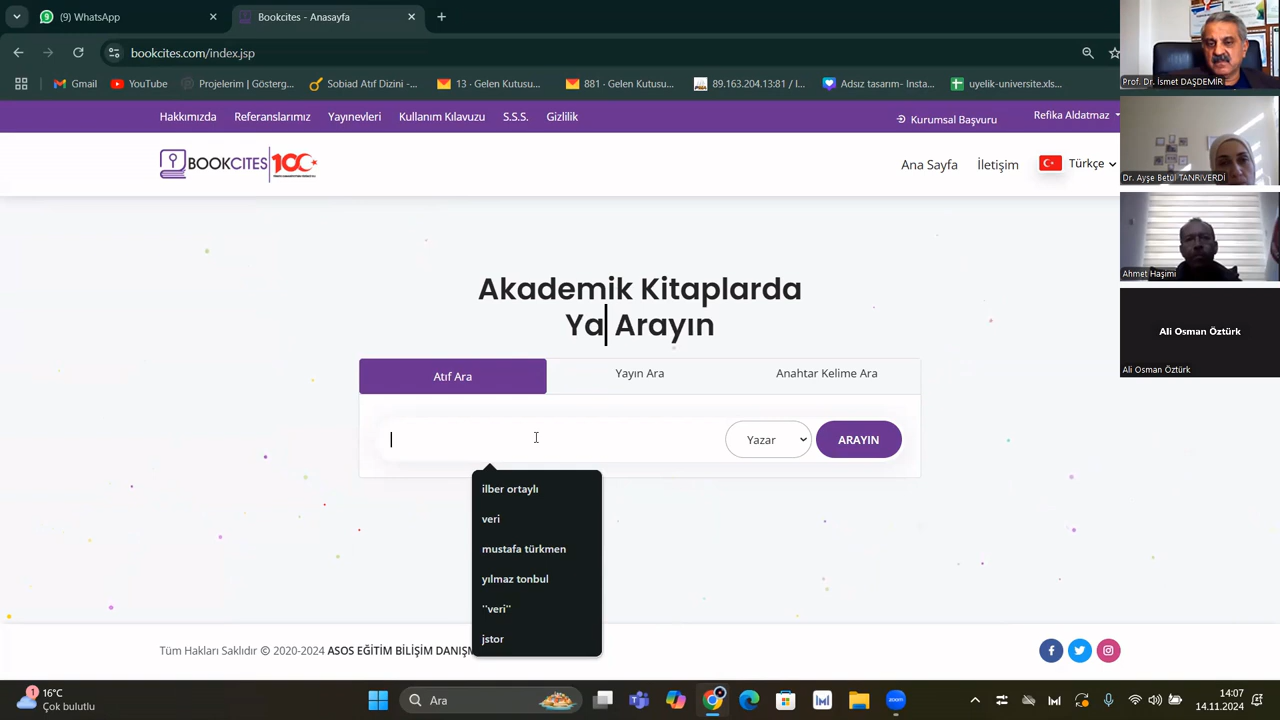 (9) WhatsApp
Bookcites - Anasayfa
bookcites.com/index.jsp
Gmail
YouTube
Projelerim | Gösterg...
Sobiad Atıf Dizini -...
13 - Gelen Kutusu...
881 - Gelen Kutusu...
89.163.204.13:81 / l...
Adsız tasarım- Insta...
uyelik-universite.xls...
Hakkımızda
Referanslarımız
Yayınevleri
Kullanım Kılavuzu
S.S.S.
Gizlilik
Kurumsal Başvuru
Refika Aldatmaz
BOOKCITES
100
Ana Sayfa
İletişim
Türkçe
Akademik Kitaplarda
Ya Arayın
Atıf Ara
Yayın Ara
Anahtar Kelime Ara
Yazar
ARAYIN
ilber ortaylı
veri
mustafa türkmen
yılmaz tonbul
''veri''
jstor
Tüm Hakları Saklıdır © 2020-2024 ASOS EĞİTİM BİLİŞİM DANIŞM
Prof. Dr. İsmet DAŞDEMİR
Dr. Ayşe Betül TANRIVERDİ
Ahmet Haşimi
Ali Osman Öztürk
Ali Osman Öztürk
1
16°C
Çok bulutlu
Ara
zoom
14:07
14.11.2024